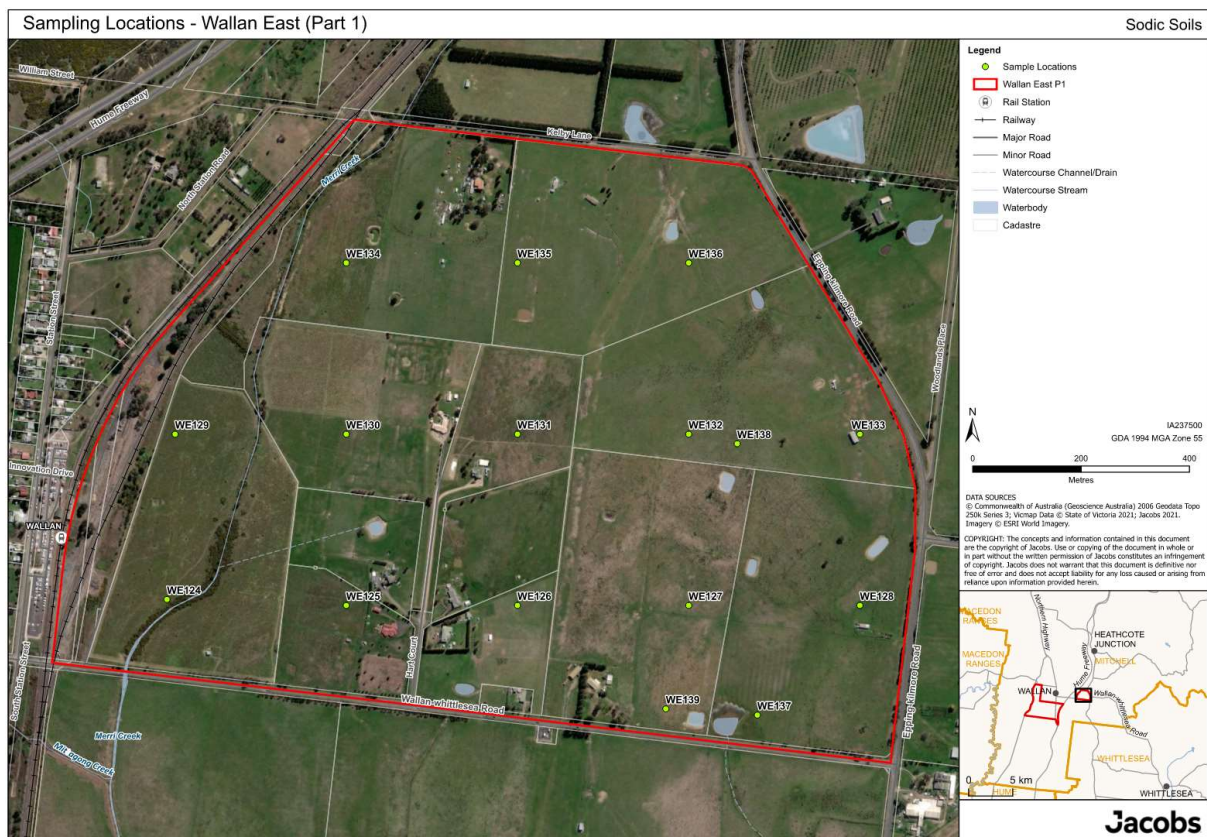 Sampling Locations - Wallan East (Part 1)
Sodic Soils
William Street
Hume Freeway
North Station Road
Merri Creek
Kelby Lane
Station Street
Epping-kilmore Road
Woodlands Place
WE134
WE135
WE136
WE129
WE130
WE131
WE132
WE138
WE133
Innovation Drive
WALLAN
WE124
WE125
WE126
WE127
WE128
Hart Court
South Station Street
Wallan-whittlesea Road
WE139
WE137
Epping-kilmore Road
Merri Creek
Legend
Sample Locations
Wallan East P1
Rail Station
Railway
Major Road
Minor Road
Watercourse Channel/Drain
Watercourse Stream
Waterbody
Cadastre
N
IA237500
GDA 1994 MGA Zone 55
0 200 400
Metres
DATA SOURCES
© Commonwealth of Australia (Geoscience Australia) 2006 Geodata Topo
250k Series 3; Vicmap Data © State of Victoria 2021; Jacobs 2021.
Imagery © ESRI World Imagery.
COPYRIGHT: The concepts and information contained in this document
are the copyright of Jacobs. Use or copying of the document in whole or
in part without the written permission of Jacobs constitutes an infringement
of copyright. Jacobs does not warrant that this document is definitive nor
free of error and does not accept liability for any loss caused or arising from
reliance upon information provided herein.
MACEDON
RANGES
MACEDON
RANGES
Northern Highway
HEATHCOTE
JUNCTION
MITCHELL
Hume Freeway
WALLAN
Wallan-whittlesea Road
WHITTLESEA
0 5 km
HUME
WHITTLESEA
Jacobs